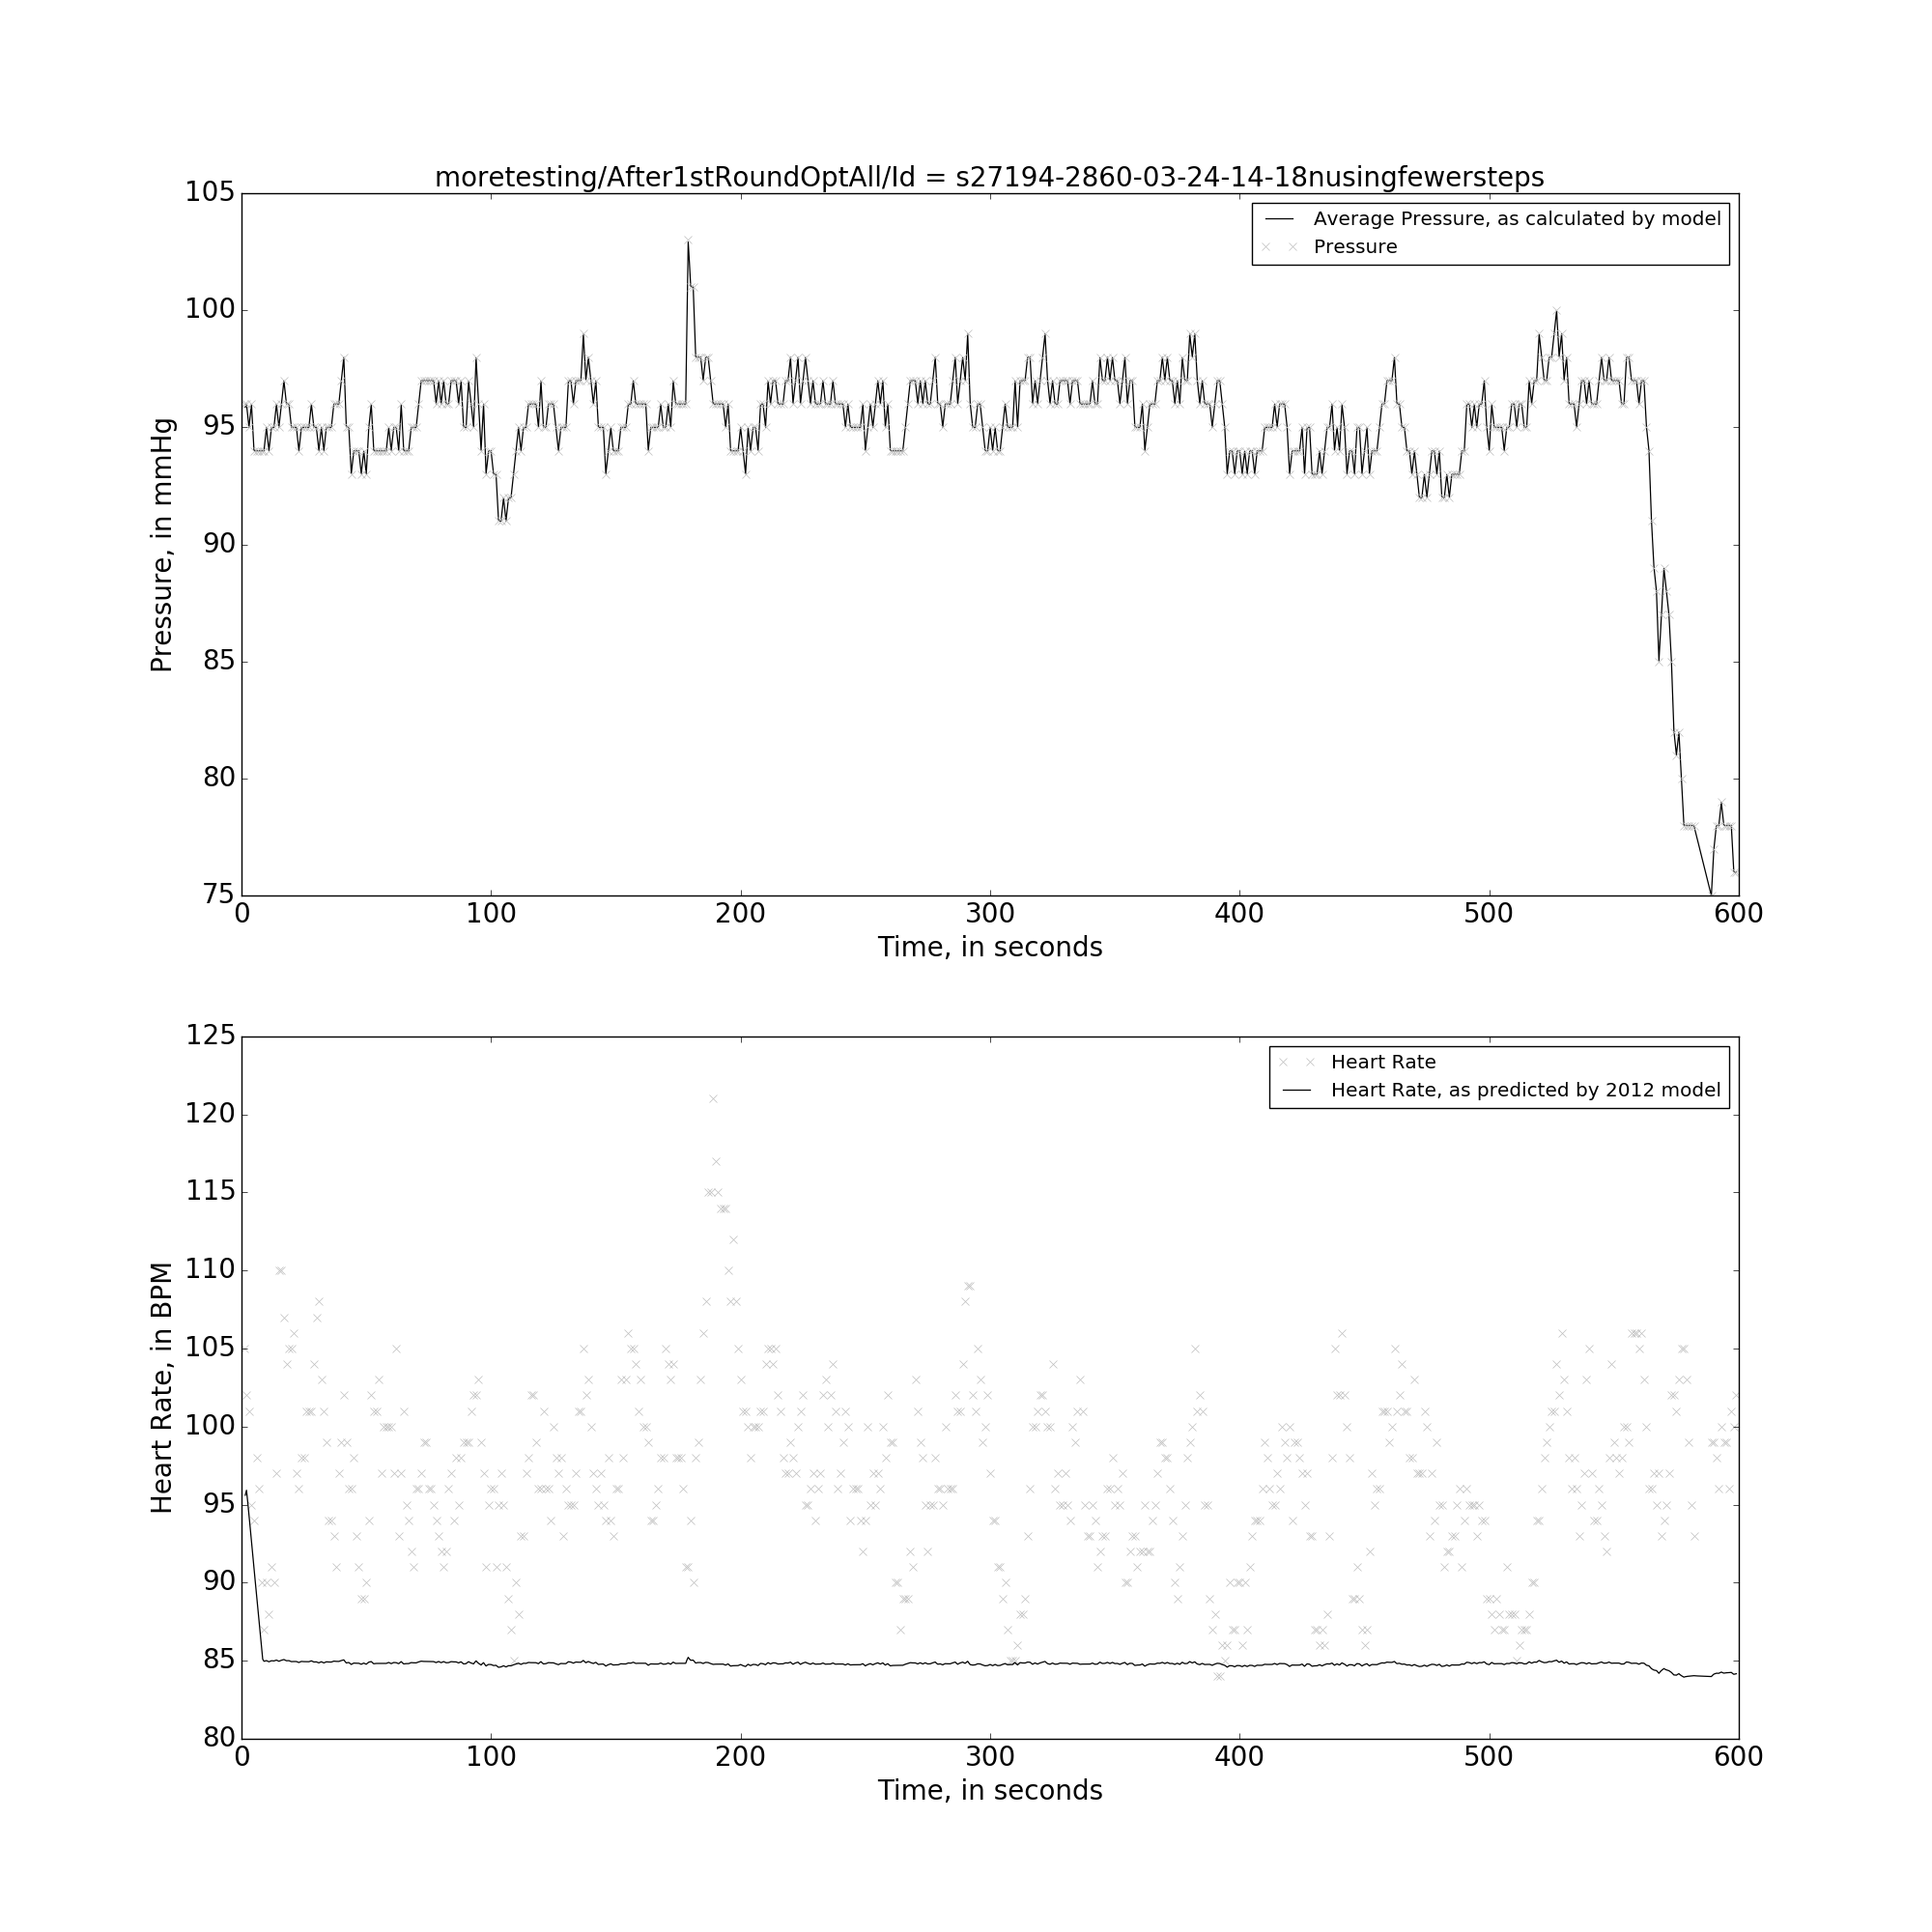 moretesting/After1stRoundOptAll/Id = s27194-2860-03-24-14-18nusingfewersteps
105
100
95
90
85
80
75
Pressure, in mmHg
Average Pressure, as calculated by model
Pressure
0 100 200 300 400 500 600
Time, in seconds
125
120
115
110
105
100
95
90
85
80
Heart Rate, in BPM
Heart Rate
Heart Rate, as predicted by 2012 model
0 100 200 300 400 500 600
Time, in seconds